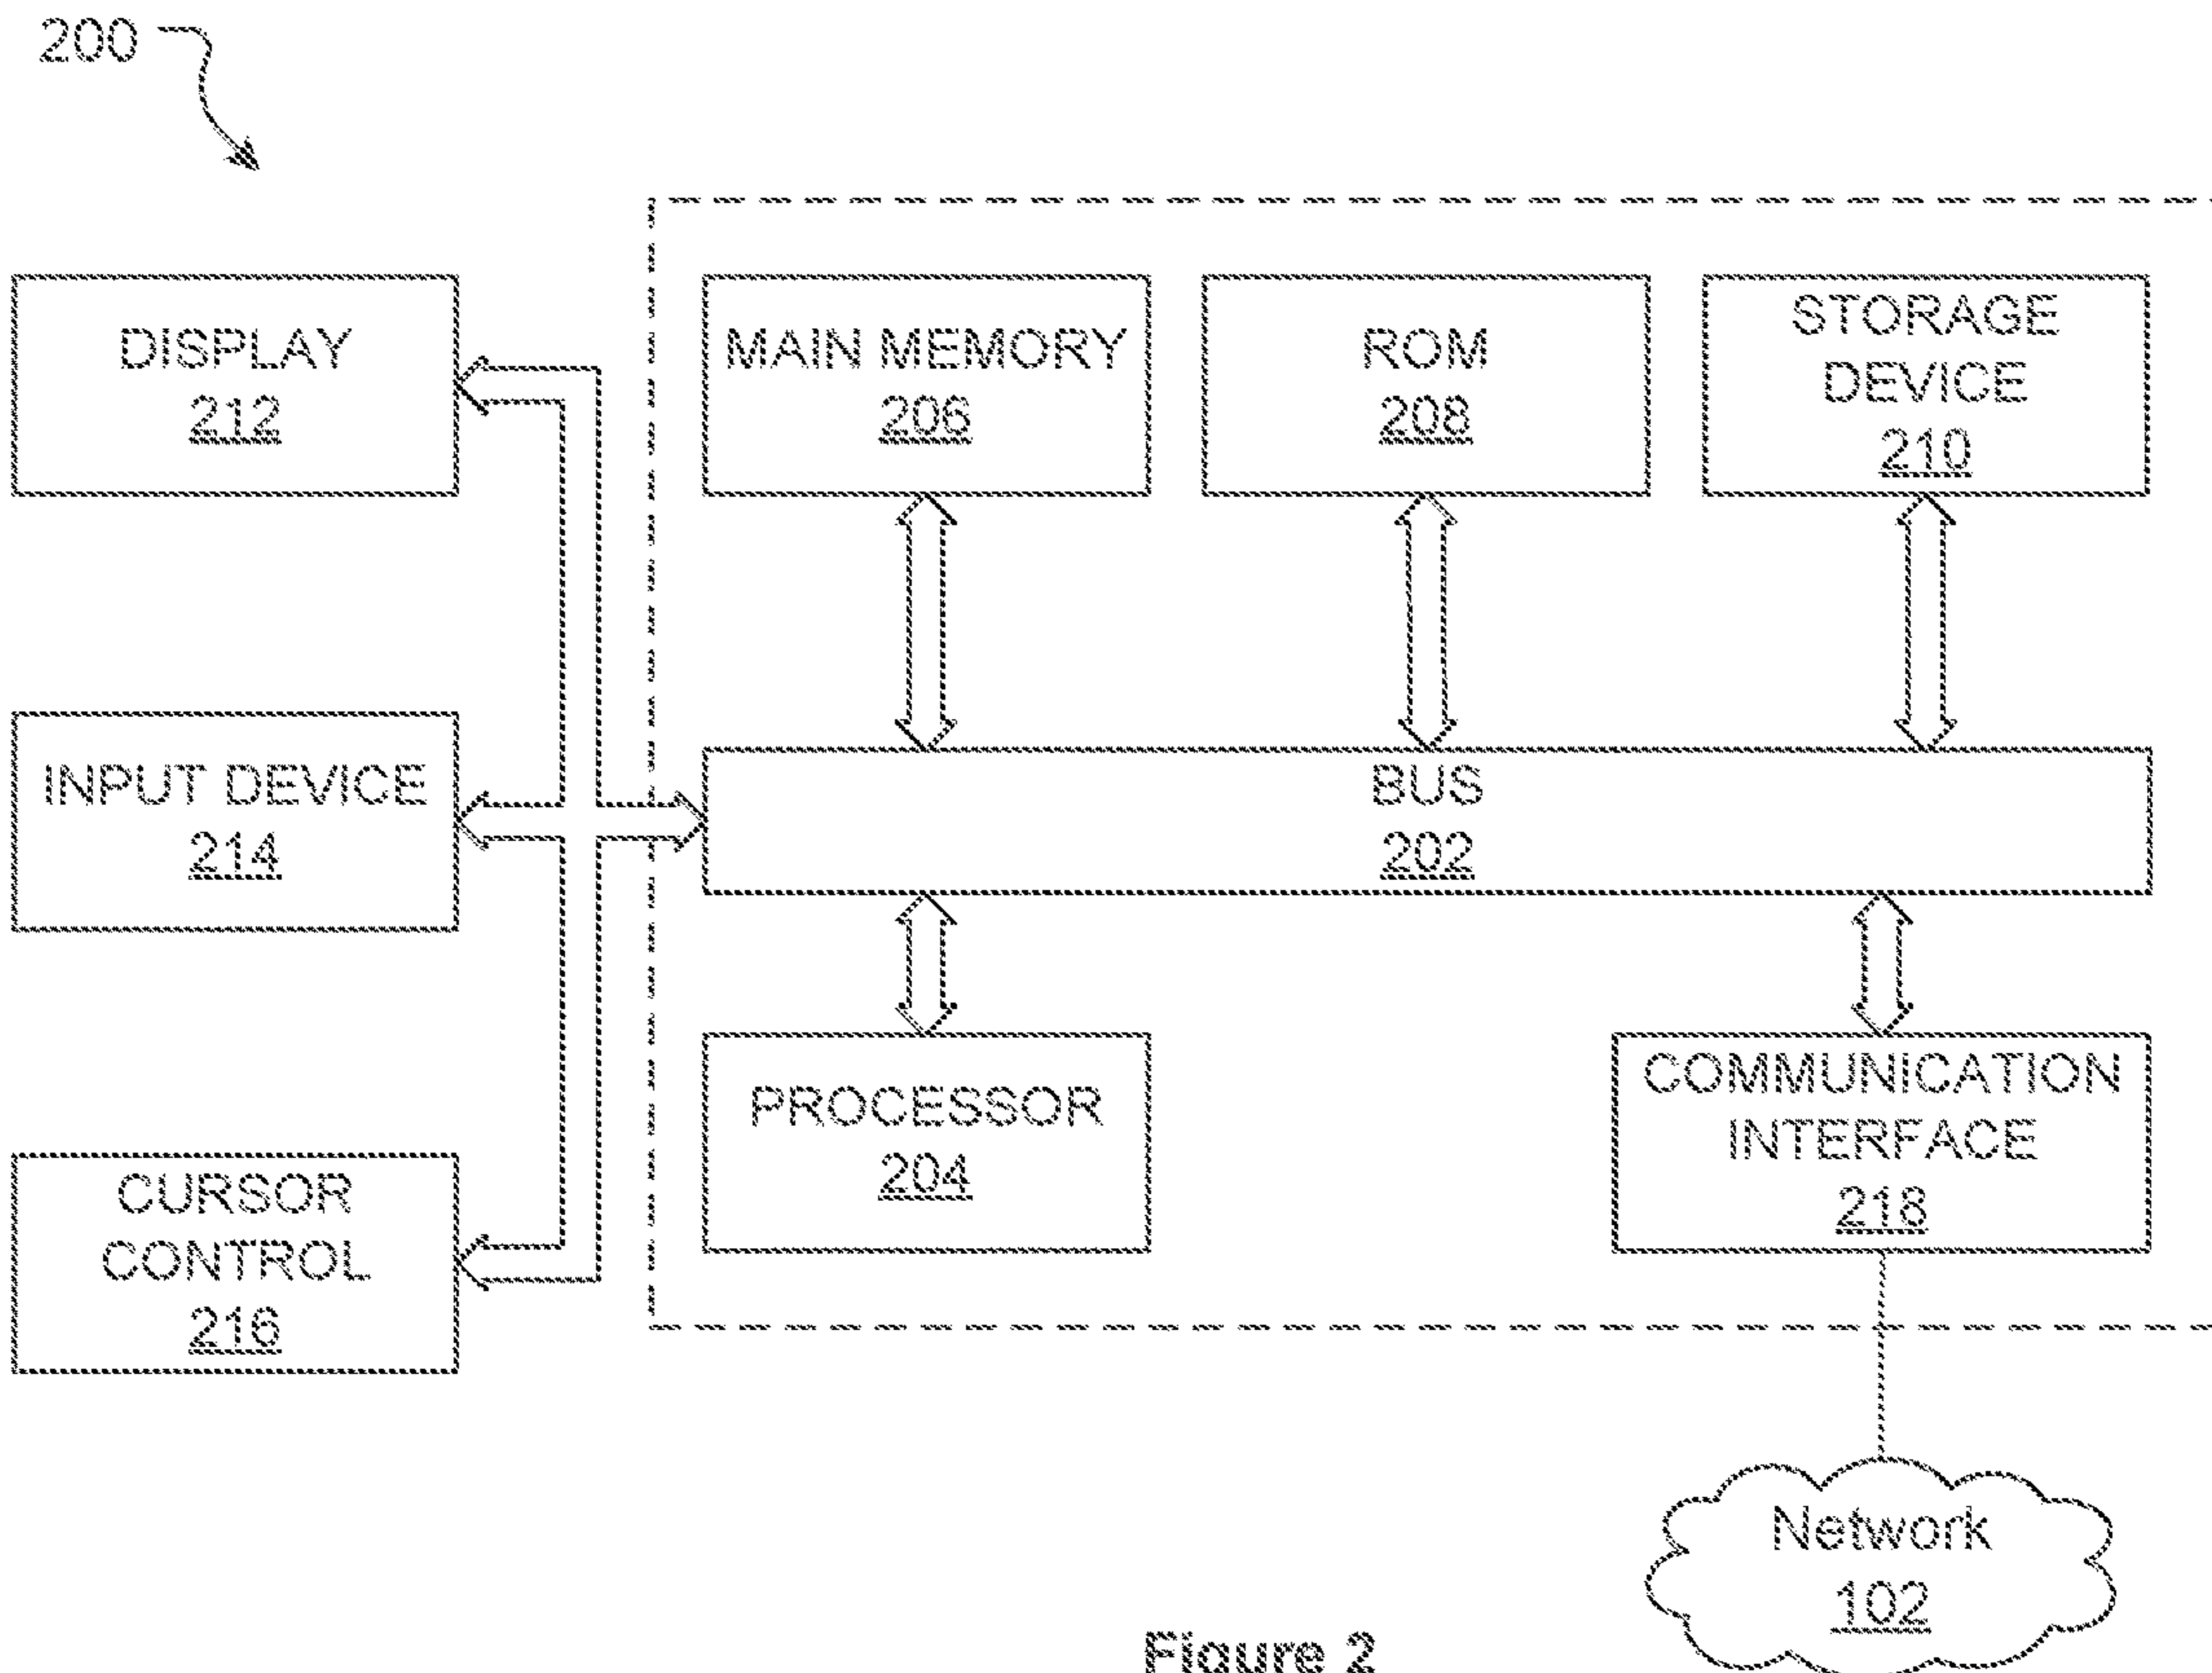 200
DISPLAY
212
MAIN MEMORY
206
ROM
208
STORAGE
DEVICE
210
INPUT DEVICE
214
BUS
202
CURSOR
CONTROL
216
PROCESSOR
204
COMMUNICATION
INTERFACE
218
Network
102
Figure 2